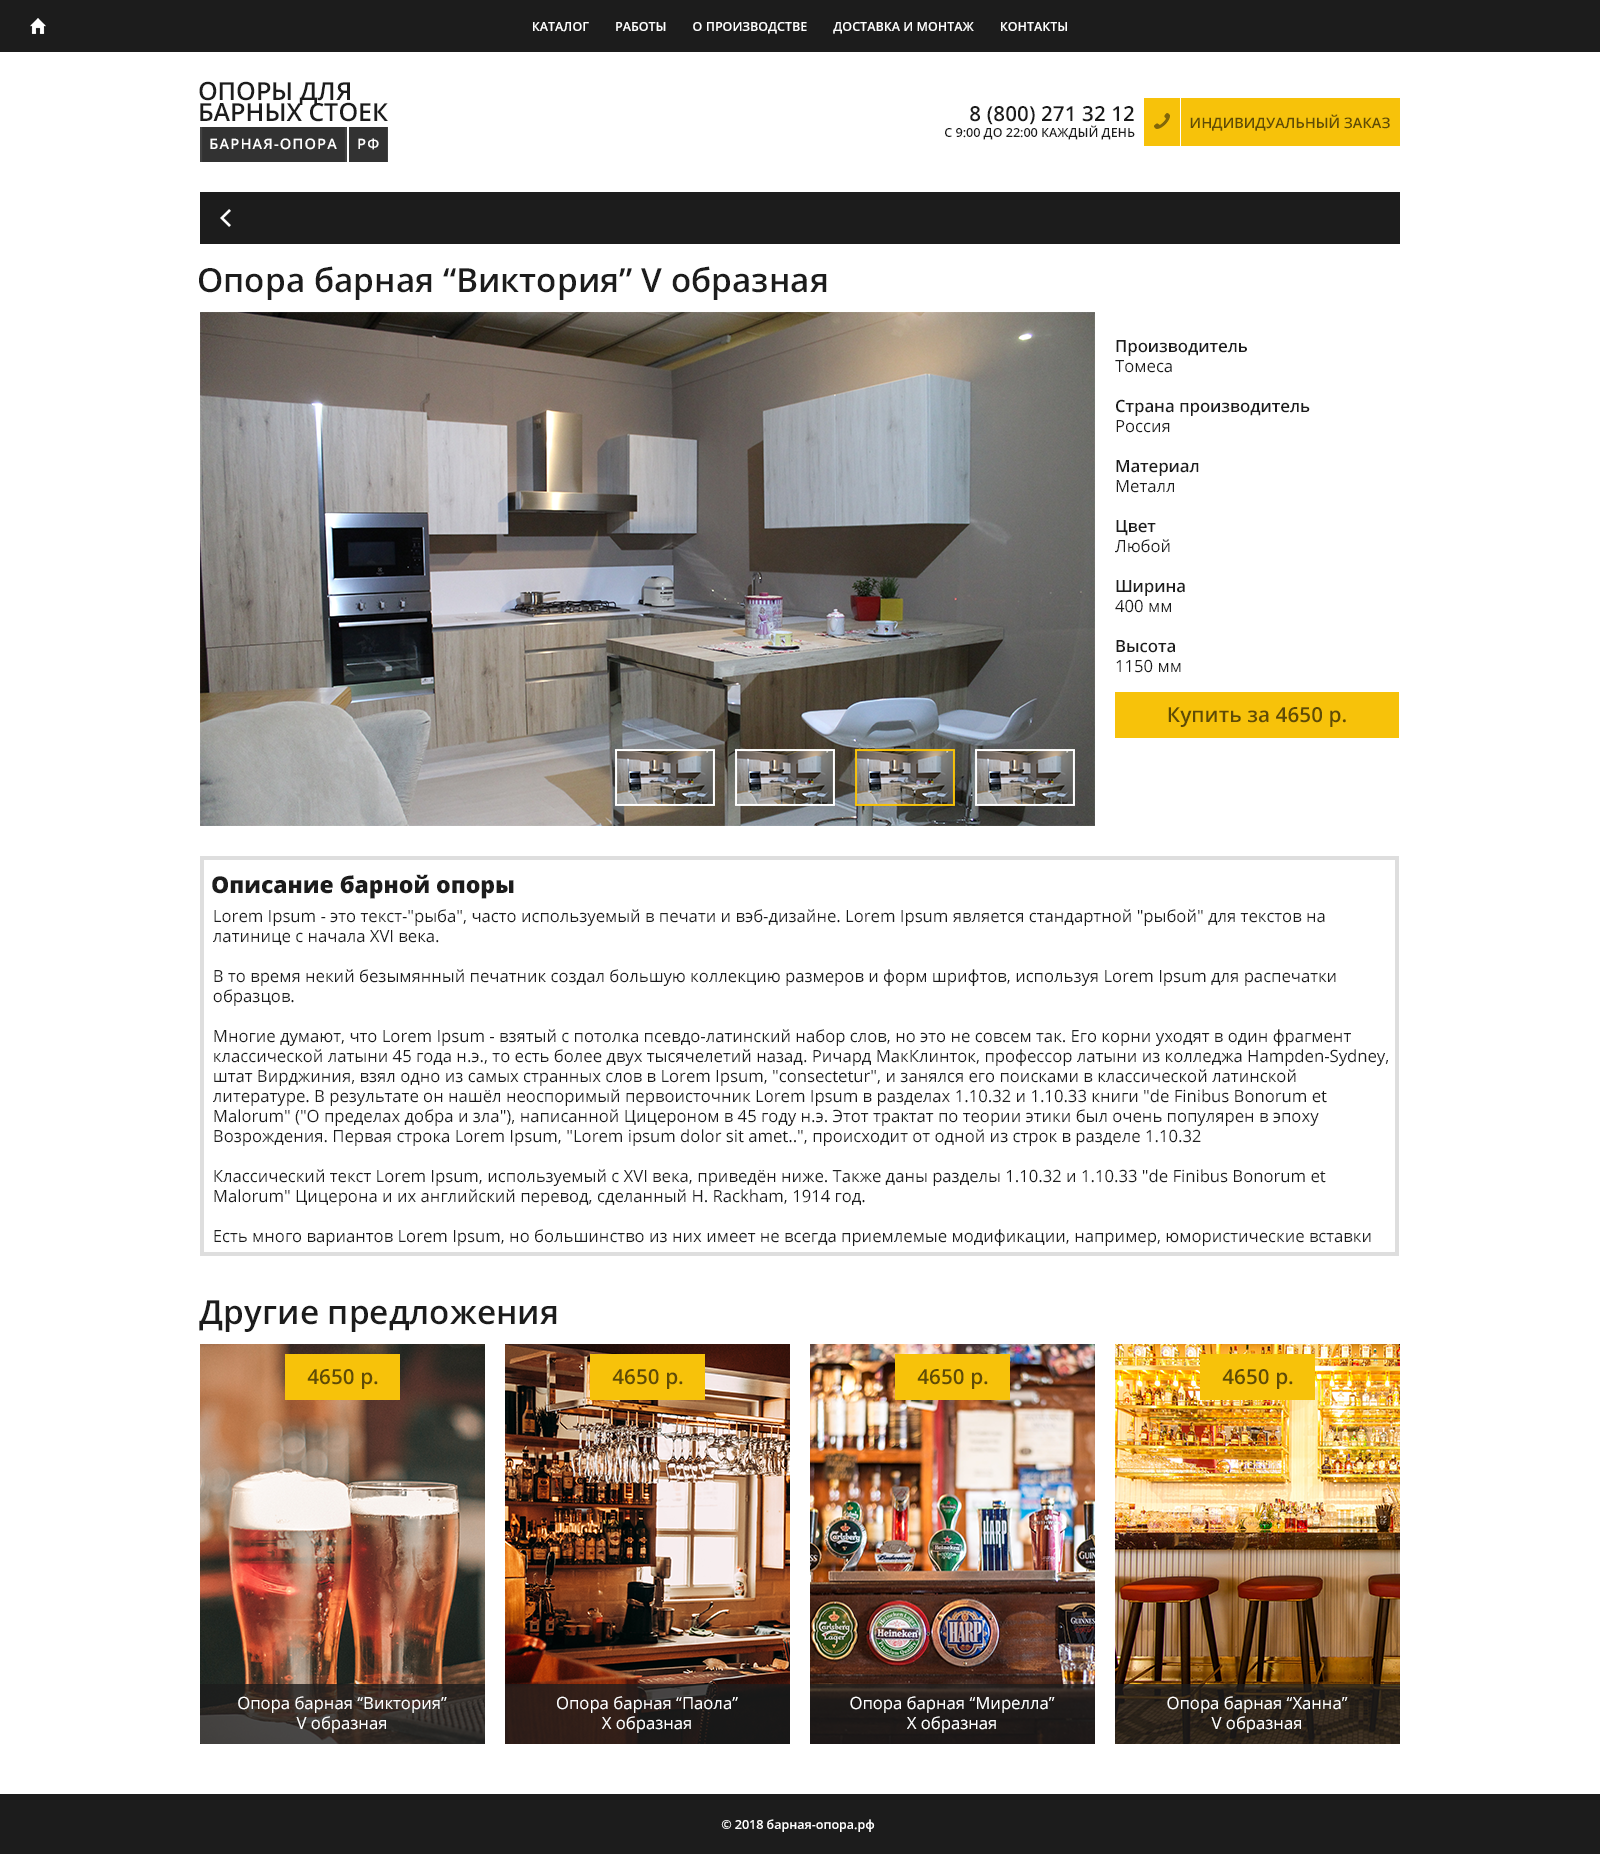 КАТАЛОГ РАБОТЫ О ПРОИЗВОДСТВЕ ДОСТАВКА И МОНТАЖ КОНТАКТЫ
ОПОРЫ ДЛЯ
БАРНЫХ СТОЕК
БАРНАЯ-ОПОРА РФ
8 (800) 271 32 12
С 9:00 ДО 22:00 КАЖДЫЙ ДЕНЬ
ИНДИВИДУАЛЬНЫЙ ЗАКАЗ
Опора барная “Виктория” V образная
Производитель
Томеса
Страна производитель
Россия
Материал
Металл
Цвет
Любой
Ширина
400 мм
Высота
1150 мм
Купить за 4650 р.
Описание барной опоры
Lorem Ipsum - это текст-"рыба", часто используемый в печати и вэб-дизайне. Lorem Ipsum является стандартной "рыбой" для текстов на
латинице с начала XVI века.
В то время некий безымянный печатник создал большую коллекцию размеров и форм шрифтов, используя Lorem Ipsum для распечатки
образцов.
Многие думают, что Lorem Ipsum - взятый с потолка псевдо-латинский набор слов, но это не совсем так. Его корни уходят в один фрагмент
классической латыни 45 года н.э., то есть более двух тысячелетий назад. Ричард МакКлинток, профессор латыни из колледжа Hampden-Sydney,
штат Вирджиния, взял одно из самых странных слов в Lorem Ipsum, "consectetur", и занялся его поисками в классической латинской
литературе. В результате он нашёл неоспоримый первоисточник Lorem Ipsum в разделах 1.10.32 и 1.10.33 книги "de Finibus Bonorum et
Malorum" ("О пределах добра и зла"), написанной Цицероном в 45 году н.э. Этот трактат по теории этики был очень популярен в эпоху
Возрождения. Первая строка Lorem Ipsum, "Lorem ipsum dolor sit amet..", происходит от одной из строк в разделе 1.10.32
Классический текст Lorem Ipsum, используемый с XVI века, приведён ниже. Также даны разделы 1.10.32 и 1.10.33 "de Finibus Bonorum et
Malorum" Цицерона и их английский перевод, сделанный H. Rackham, 1914 год.
Есть много вариантов Lorem Ipsum, но большинство из них имеет не всегда приемлемые модификации, например, юмористические вставки
Другие предложения
4650 р.
4650 р.
4650 р.
4650 р.
Carlsberg
Budweiser
Heineken
HARP
GUIN
Carlsberg
Lager
Heineken
HARP
GUINNESS
Опора барная “Виктория”
V образная
Опора барная “Паола”
X образная
Опора барная “Мирелла”
X образная
Опора барная “Ханна”
V образная
© 2018 барная-опора.рф